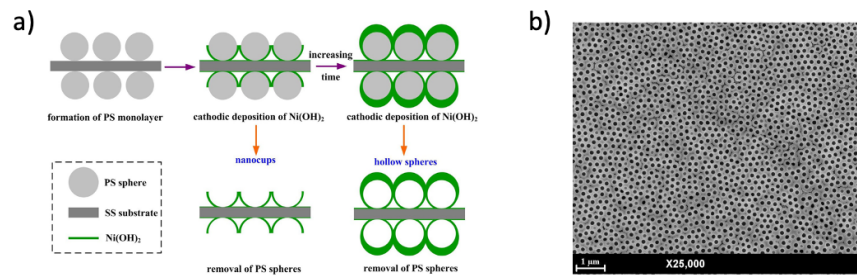 a)
b)
increasing
time
formation of PS monolayer
cathodic deposition of Ni(OH)₂
cathodic deposition of Ni(OH)₂
nanocups
hollow spheres
PS sphere
SS substrate
Ni(OH)₂
removal of PS spheres
removal of PS spheres
1 µm
X25,000